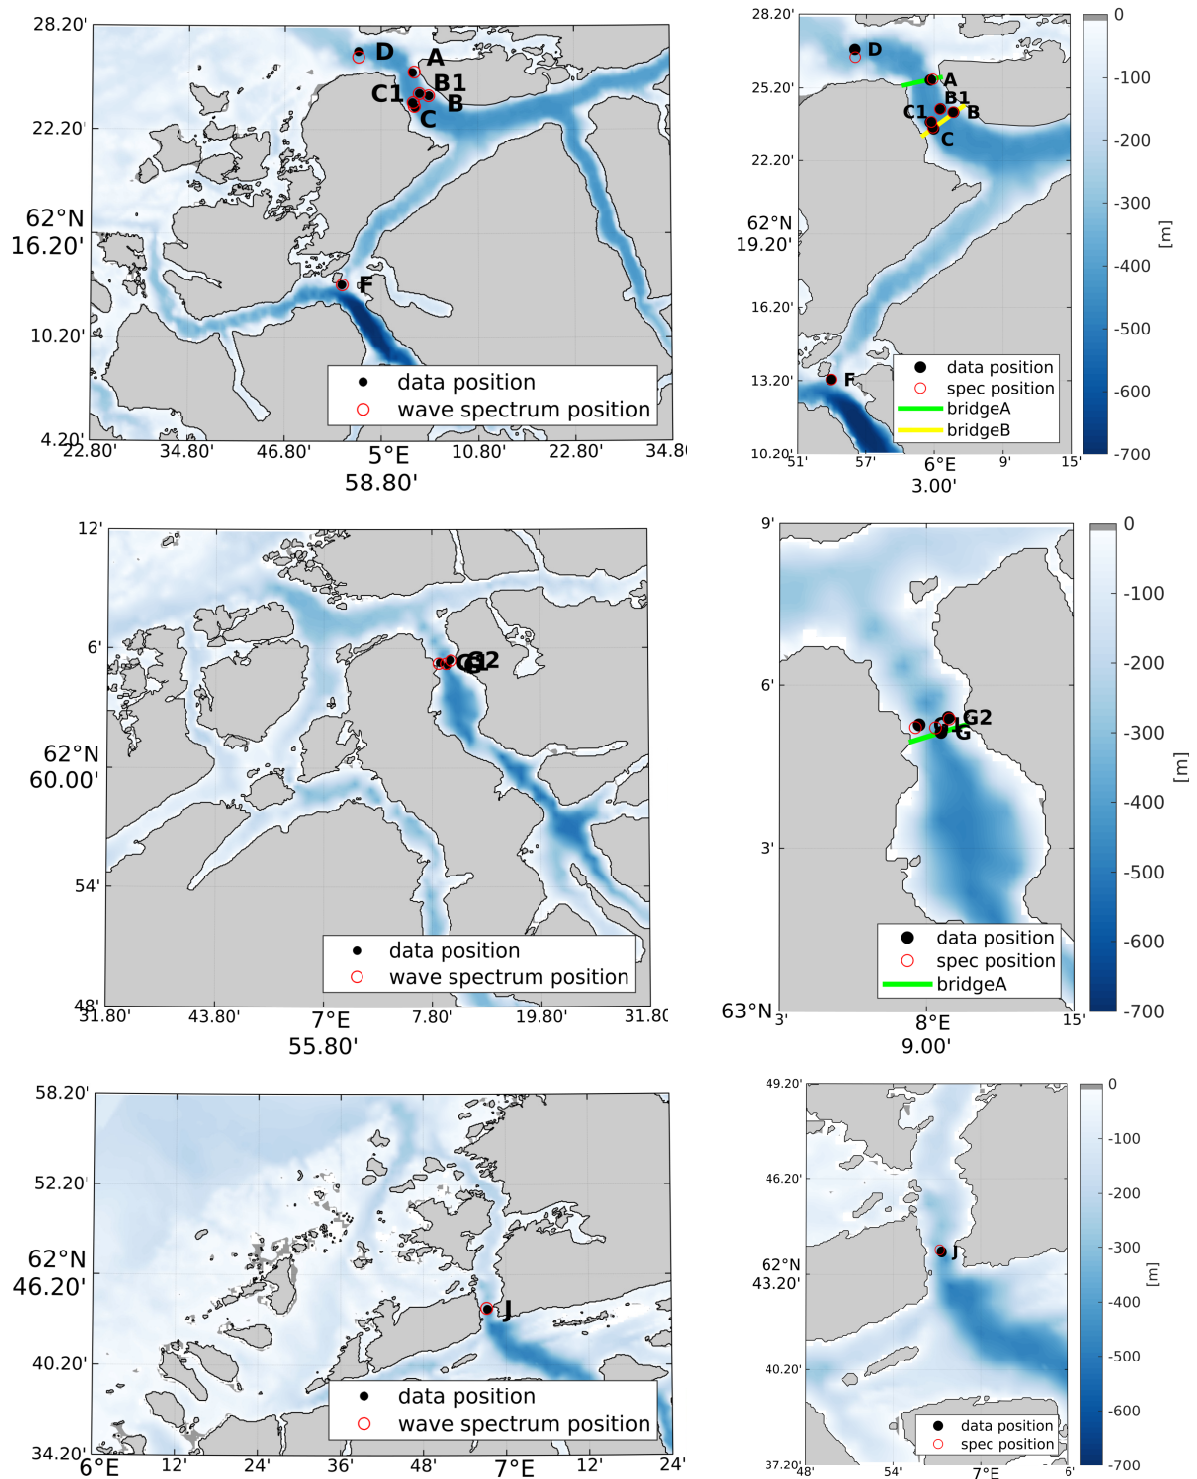 28.20'
22.20'
62°N
16.20'
10.20'
4.20'
22.80' 34.80' 46.80' 5°E 10.80' 22.80' 34.8
58.80'
D
A
B1
C1
B
C
F
data position
wave spectrum position
28.20'
25.20'
22.20'
62°N
19.20'
16.20'
13.20'
10.20'
51' 57' 6°E 9' 15'
3.00'
D
A
B1
C1
B
C
F
data position
spec position
bridgeA
bridgeB
0
-100
-200
-300
-400
-500
-600
-700
[m]
12'
6'
62°N
60.00'
54'
48'
31.80' 43.80' 7°E 7.80' 19.80' 31.80
55.80'
G2
data position
wave spectrum position
9'
6'
3'
63°N
3' 8°E 15'
9.00'
G2
G
data position
spec position
bridgeA
0
-100
-200
-300
-400
-500
-600
-700
[m]
58.20'
52.20'
62°N
46.20'
40.20'
34.20'
6°E 12' 24' 36' 48' 7°E 12' 24'
J
data position
wave spectrum position
49.20'
46.20'
62°N
43.20'
40.20'
37.20'
48' 54' 7°E 6'
J
data position
spec position
0
-100
-200
-300
-400
-500
-600
-700
[m]